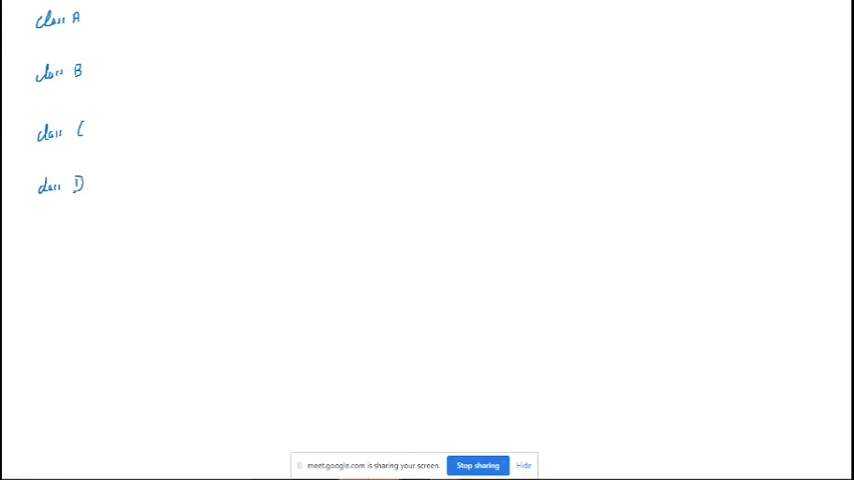 class A
class B
class C
class D
meet.google.com is sharing your screen. Stop sharing Hide